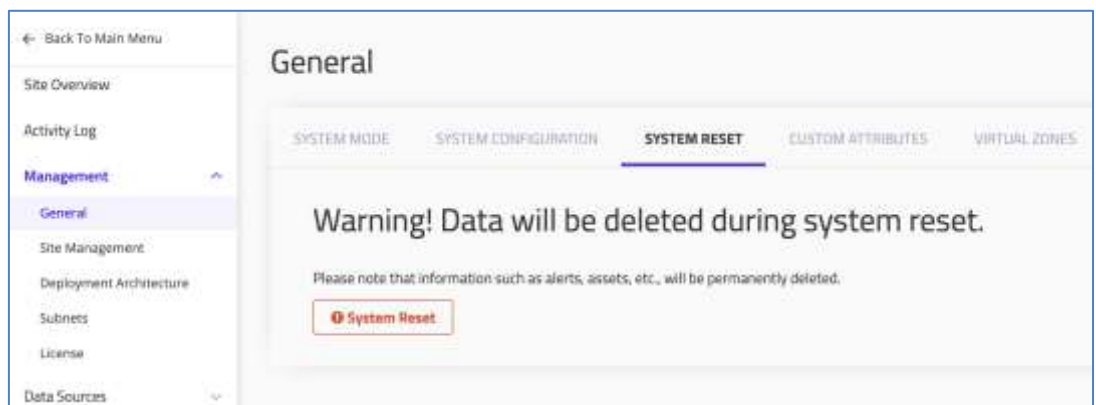 ← Back To Main Menu
Site Overview
Activity Log
Management
General
Site Management
Deployment Architecture
Subnets
License
Data Sources
General
SYSTEM MODE SYSTEM CONFIGURATION SYSTEM RESET CUSTOM ATTRIBUTES VIRTUAL ZONES
Warning! Data will be deleted during system reset.
Please note that information such as alerts, assets, etc., will be permanently deleted.
System Reset